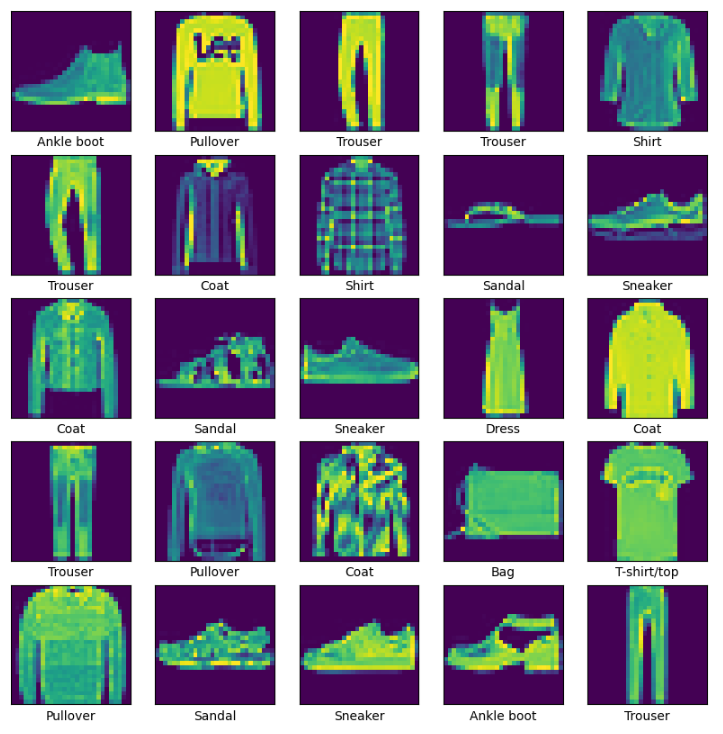 Ankle boot Pullover Trouser Trouser Shirt
Trouser Coat Shirt Sandal Sneaker
Coat Sandal Sneaker Dress Coat
Trouser Pullover Coat Bag T-shirt/top
Pullover Sandal Sneaker Ankle boot Trouser